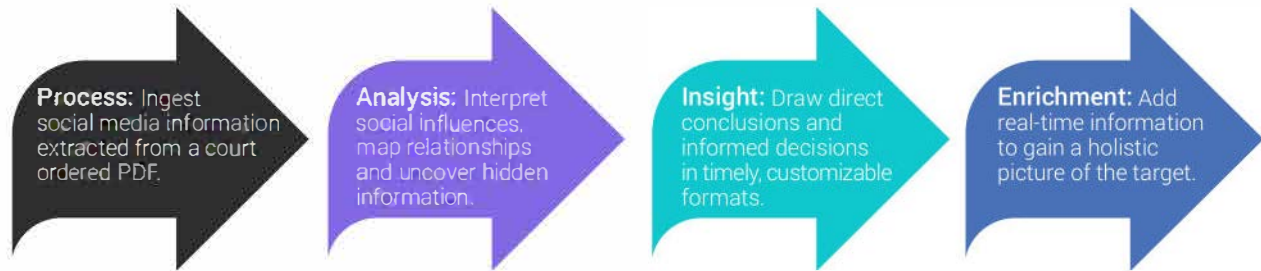 Process: Ingest
social media information
extracted from a court
ordered PDF.
Analysis: Interpret
social influences,
map relationships
and uncover hidden
information.
Insight: Draw direct
conclusions and
informed decisions
in timely, customizable
formats.
Enrichment: Add
real-time information
to gain a holistic
picture of the target.